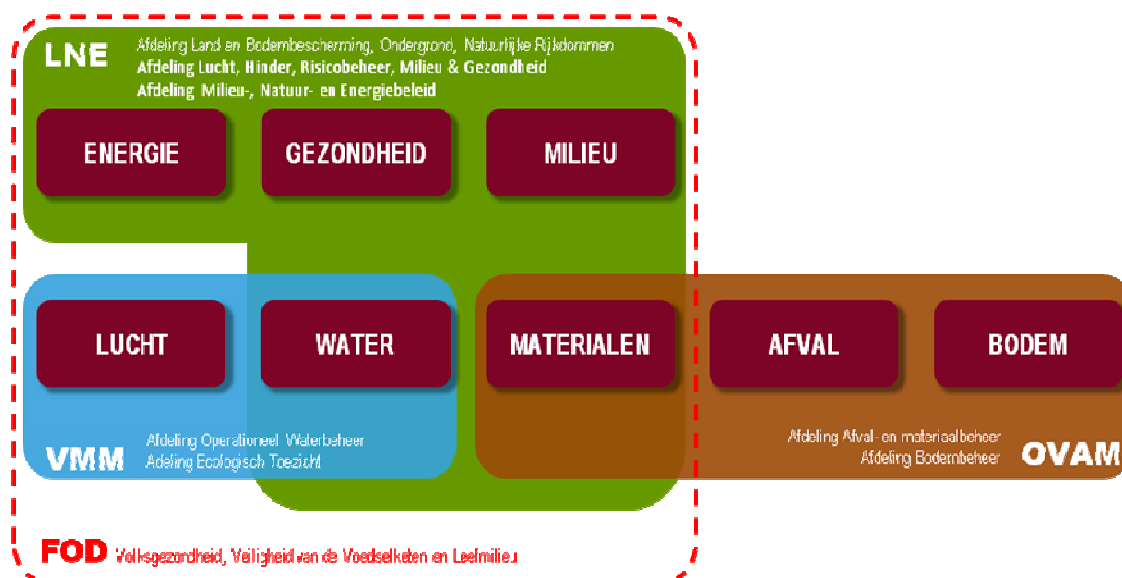 LNE
Afdeling Land en Bodembescherming, Ondergrond, Natuurlijke Rijkdommen
Afdeling Lucht, Hinder, Risicobeheer, Milieu & Gezondheid
Afdeling Milieu-, Natuur- en Energiebeleid
ENERGIE
GEZONDHEID
MILIEU
LUCHT
WATER
MATERIALEN
AFVAL
BODEM
VMM
Afdeling Operationeel Waterbeheer
Adeling Ecologisch Toezicht
Afdeling Afval- en materiaalbeheer
Afdeling Bodembeheer
OVAM
FOD Volksgezondheid, Veiligheid van de Voedselketen en Leefmilieu